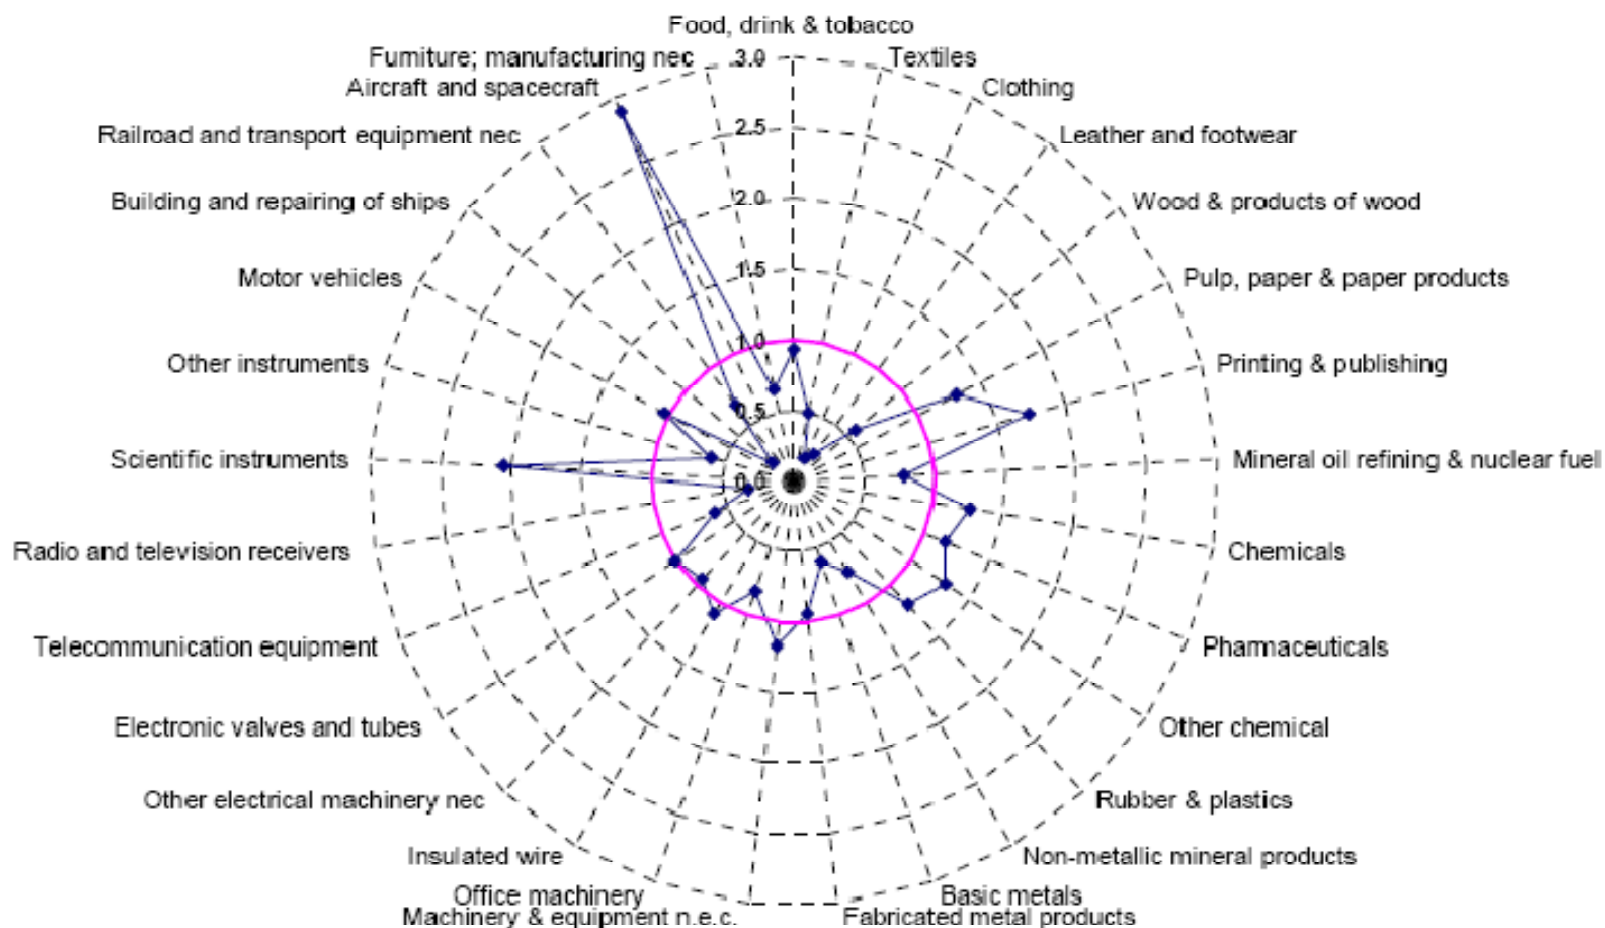 Food, drink & tobacco
Furniture; manufacturing nec
3.0
Textiles
Aircraft and spacecraft
Clothing
2.5
Railroad and transport equipment nec
Leather and footwear
2.0
Building and repairing of ships
Wood & products of wood
1.5
Motor vehicles
Pulp, paper & paper products
1.0
Other instruments
Printing & publishing
0.5
Scientific instruments
Mineral oil refining & nuclear fuel
0.0
Radio and television receivers
Chemicals
Telecommunication equipment
Pharmaceuticals
Electronic valves and tubes
Other chemical
Other electrical machinery nec
Rubber & plastics
Insulated wire
Non-metallic mineral products
Office machinery
Basic metals
Machinery & equipment n.e.c.
Fabricated metal products